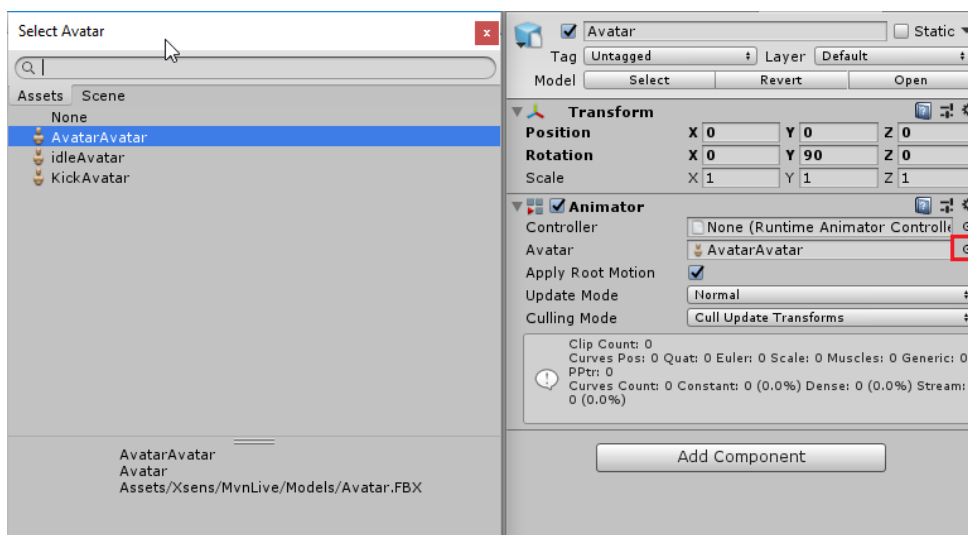 Select Avatar
x
Assets Scene
None
AvatarAvatar
idleAvatar
KickAvatar
AvatarAvatar
Avatar
Assets/Xsens/MvnLive/Models/Avatar.FBX
Avatar Static
Tag Untagged Layer Default
Model Select Revert Open
Transform
Position X 0 Y 0 Z 0
Rotation X 0 Y 90 Z 0
Scale X 1 Y 1 Z 1
Animator
Controller None (Runtime Animator Controlle
Avatar AvatarAvatar
Apply Root Motion
Update Mode Normal
Culling Mode Cull Update Transforms
Clip Count: 0
Curves Pos: 0 Quat: 0 Euler: 0 Scale: 0 Muscles: 0 Generic: 0
PPtr: 0
Curves Count: 0 Constant: 0 (0.0%) Dense: 0 (0.0%) Stream:
0 (0.0%)
Add Component